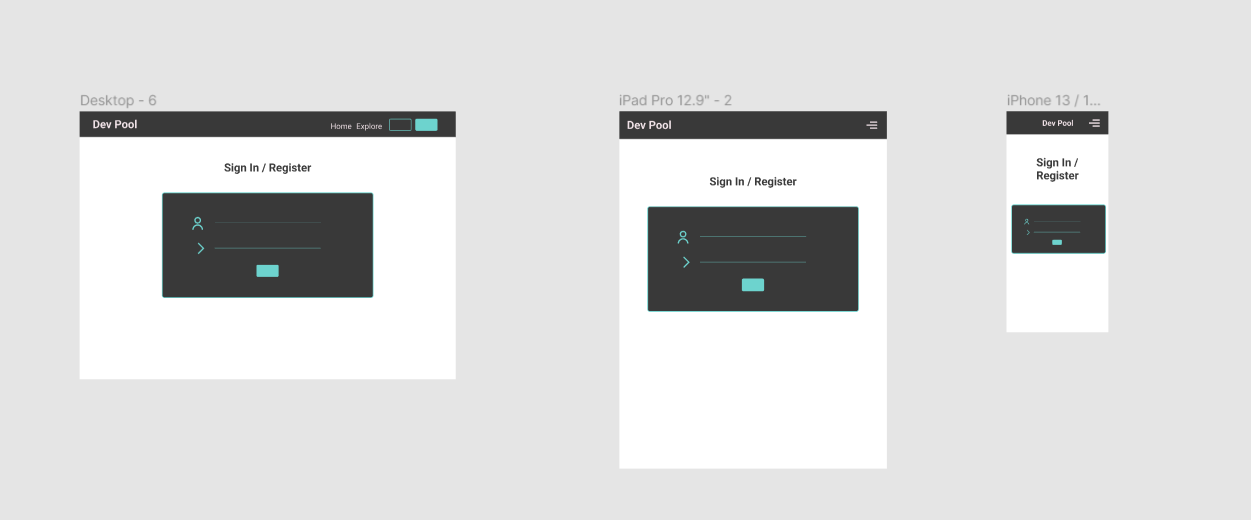 Desktop - 6
Dev Pool
Home Explore
Sign In / Register
iPad Pro 12.9" - 2
Dev Pool
Sign In / Register
iPhone 13 / 1...
Dev Pool
Sign In /
Register